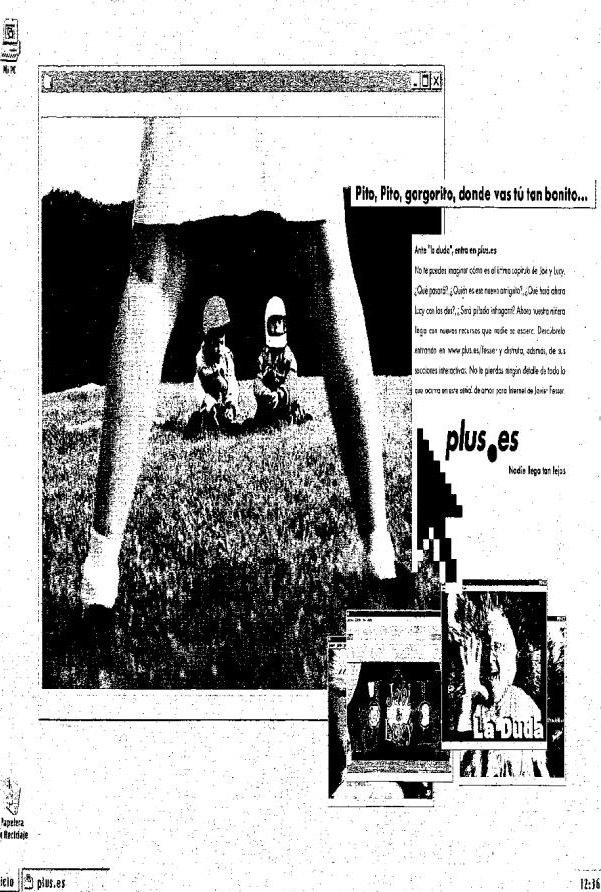 Mi PC
Pito, Pito, gorgorito, donde vas tú tan bonito...
Ante "la duda", entra en plus.es
No te puedes imaginar cómo es el último capítulo de Joe y Lucy.
¿Qué pasará? ¿Quién es ese nuevo amiguito? ¿Qué hará ahora
Lucy con los dos? ¿Será pillada infraganti? Ahora nuestra niñera
llega con nuevos recursos que nadie se espera. Descúbrelo
entrando en www.plus.es/fesser y disfruta, además, de sus
secciones interactivas. No te pierdas ningún detalle de todo lo
que ocurra en este serial de amor para Internet de Javier Fesser.
plus.es
Nadie llega tan lejos
La Duda
Papelera
Reciclaje
icio
plus.es
12:36